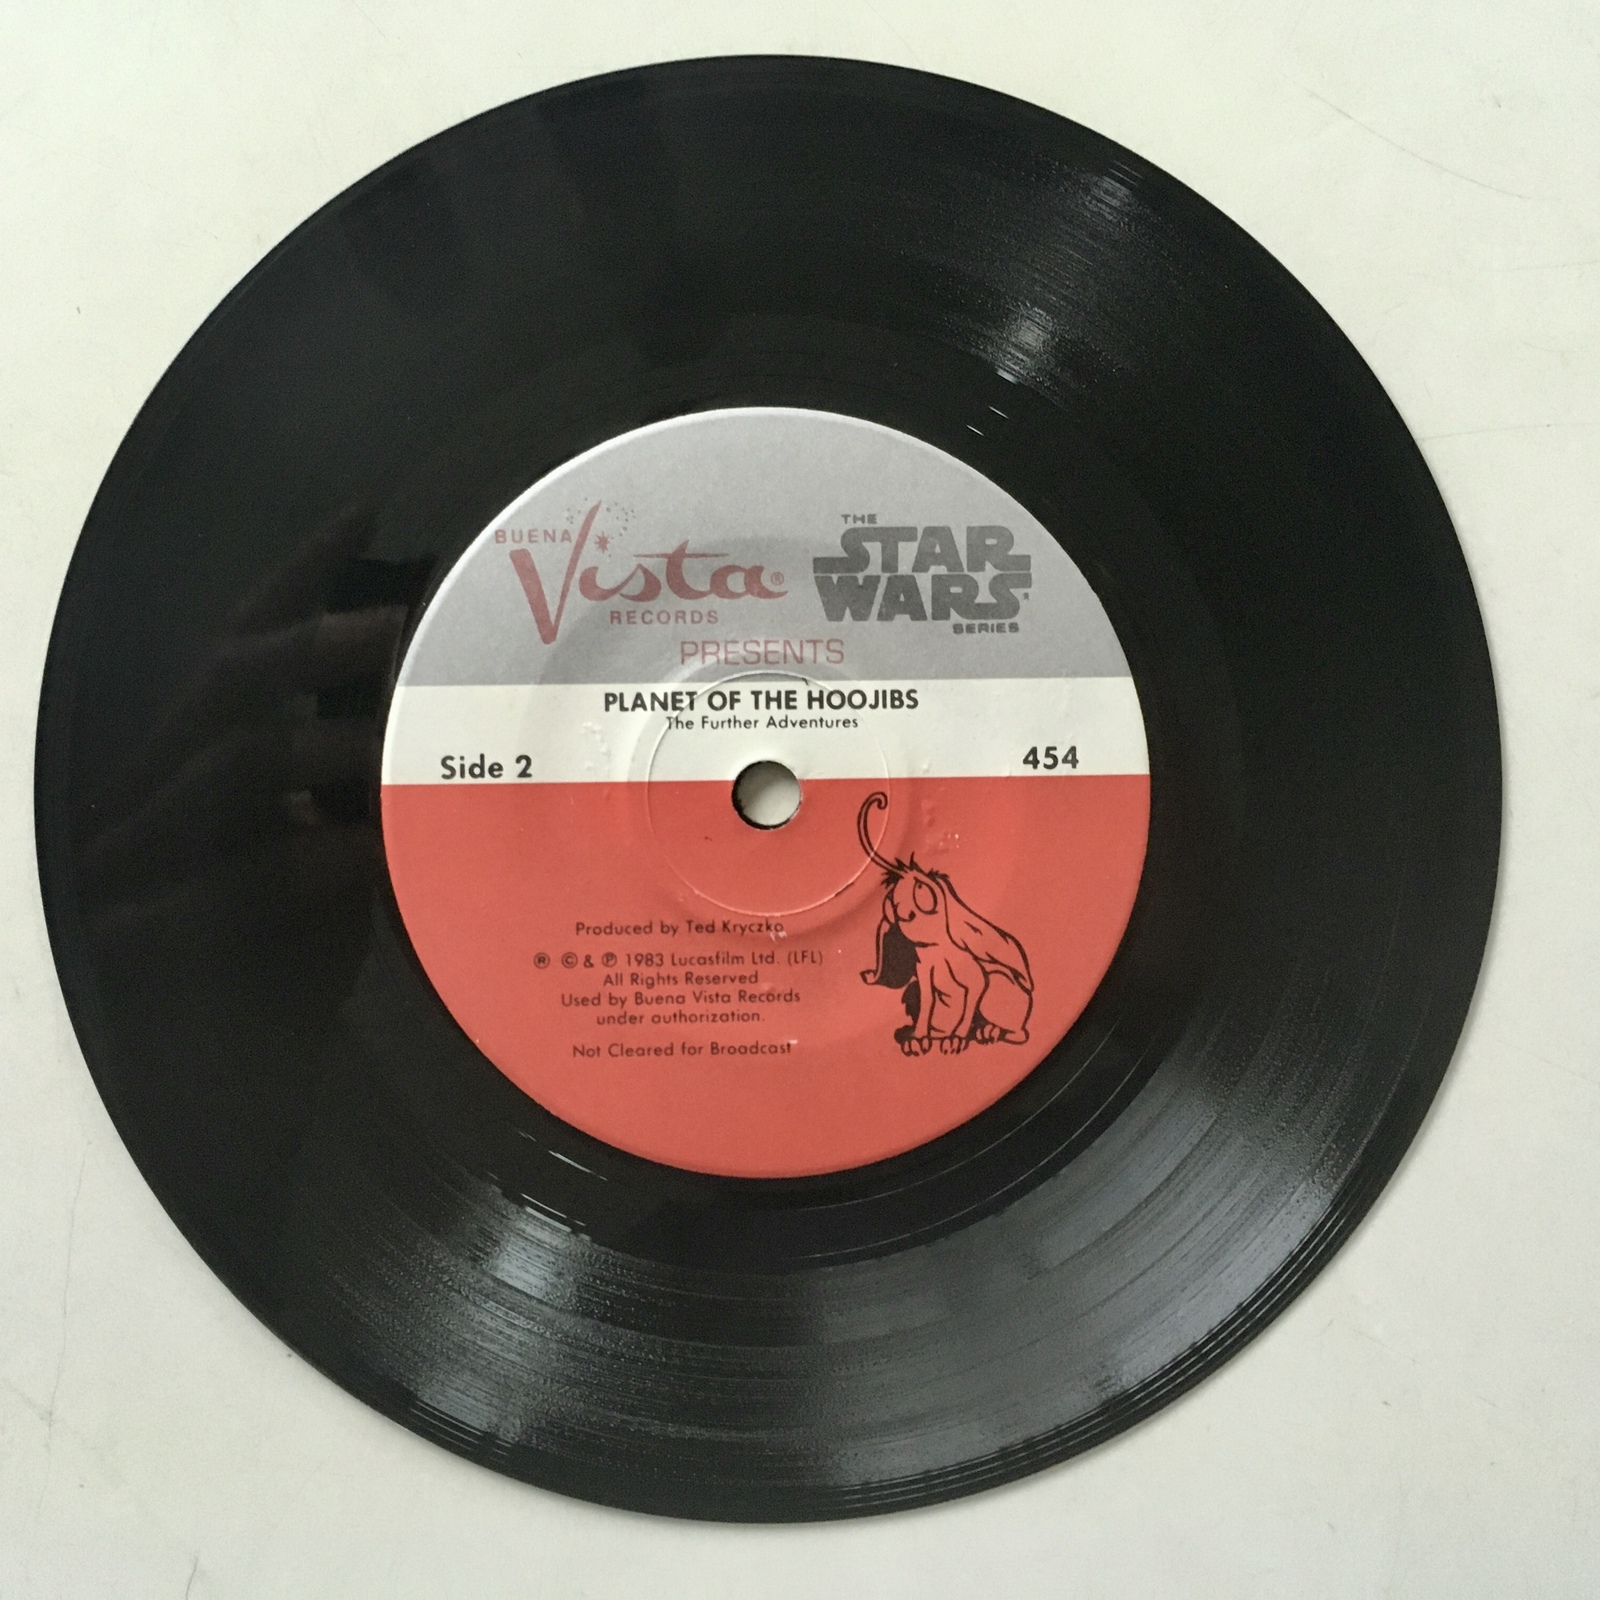 BUENA
Vista®
RECORDS
THE
STAR
WARS
SERIES
PRESENTS
PLANET OF THE HOOJIBS
The Further Adventures
Side 2
454
Produced by Ted Kryczko
® © & ℗ 1983 Lucasfilm Ltd. (LFL)
All Rights Reserved
Used by Buena Vista Records
under authorization.
Not Cleared for Broadcast